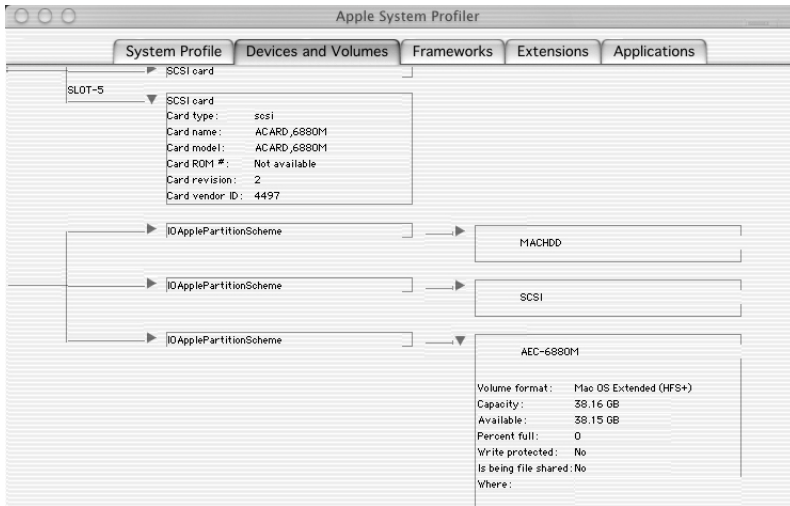 Apple System Profiler
System Profile Devices and Volumes Frameworks Extensions Applications
SCSI card
SLOT-5
SCSI card
Card type: scsi
Card name: ACARD,6880M
Card model: ACARD,6880M
Card ROM #: Not available
Card revision: 2
Card vendor ID: 4497
IOApplePartitionScheme
MACHDD
IOApplePartitionScheme
SCSI
IOApplePartitionScheme
AEC-6880M
Volume format: Mac OS Extended (HFS+)
Capacity: 38.16 GB
Available: 38.15 GB
Percent full: 0
Write protected: No
Is being file shared: No
Where: